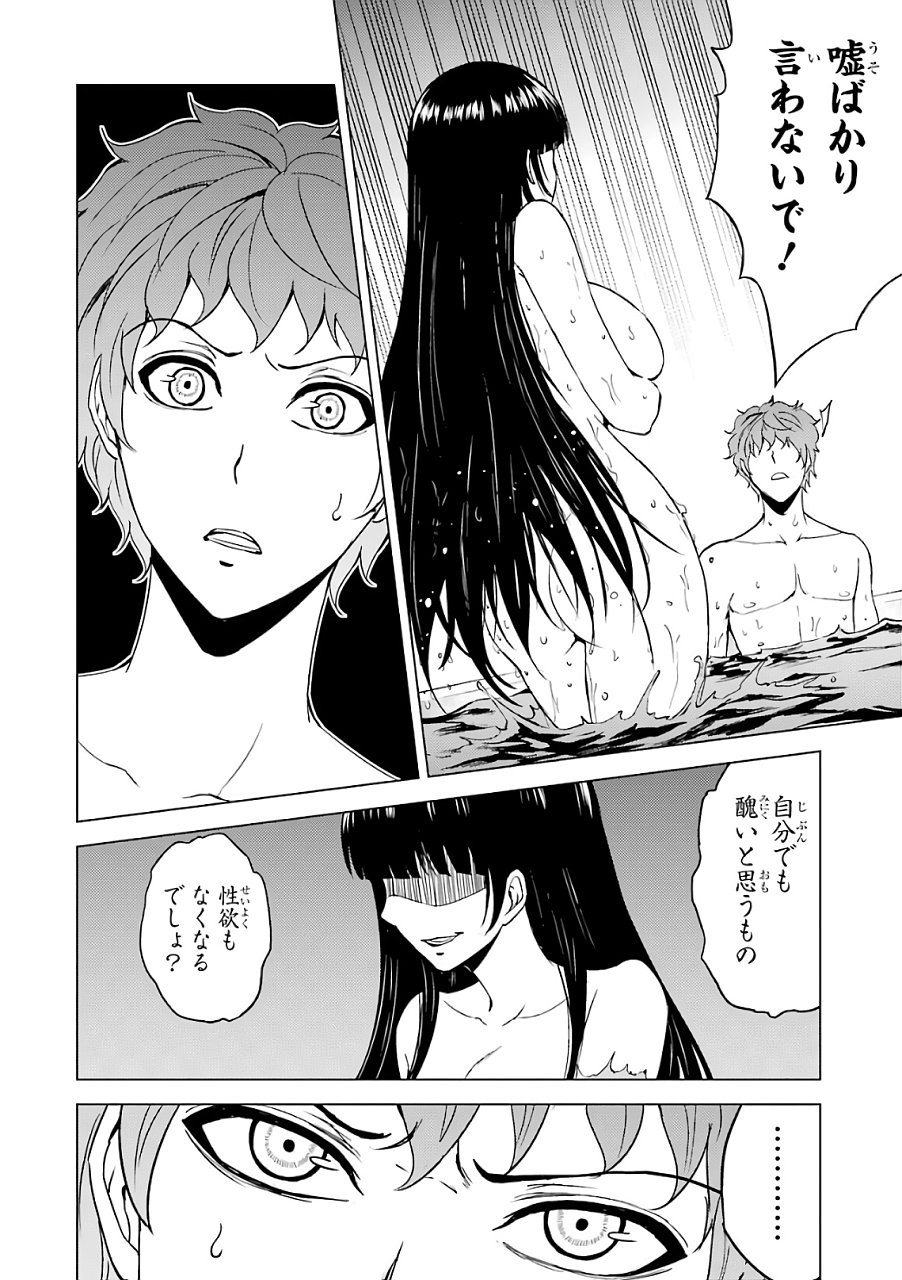 嘘ばかり
言わないで！
自分でも
醜いと思うもの
性欲も
なくなる
でしょ？
………